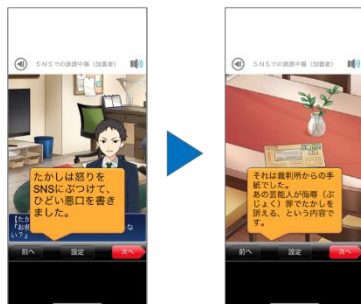 SNSでの誹謗中傷（加害者）
たかしは怒りを
SNSにぶつけて、
ひどい悪口を書き
ました。
い？」
前へ
設定
次へ
SNSでの誹謗中傷（加害者）
それは裁判所からの手
紙でした。
あの芸能人が侮辱（ぶ
じょく）罪でたかしを
訴える、という内容で
す。
前へ
設定
次へ